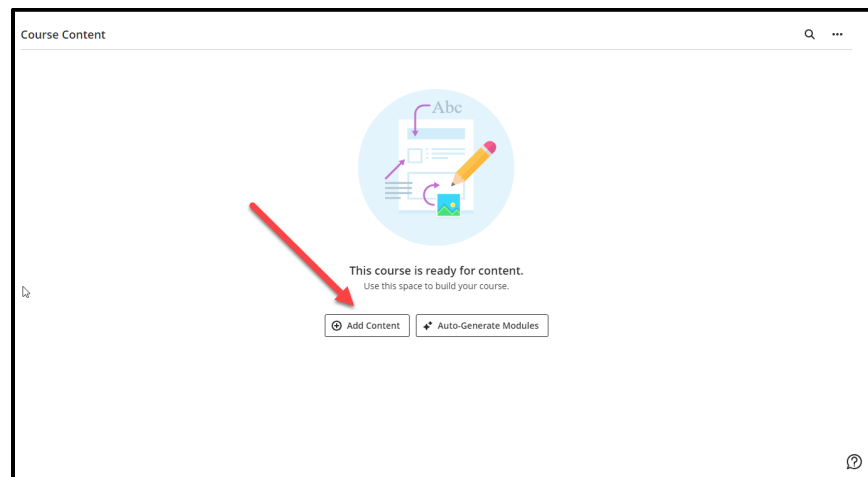 Course Content
Abc
This course is ready for content.
Use this space to build your course.
Add Content
Auto-Generate Modules